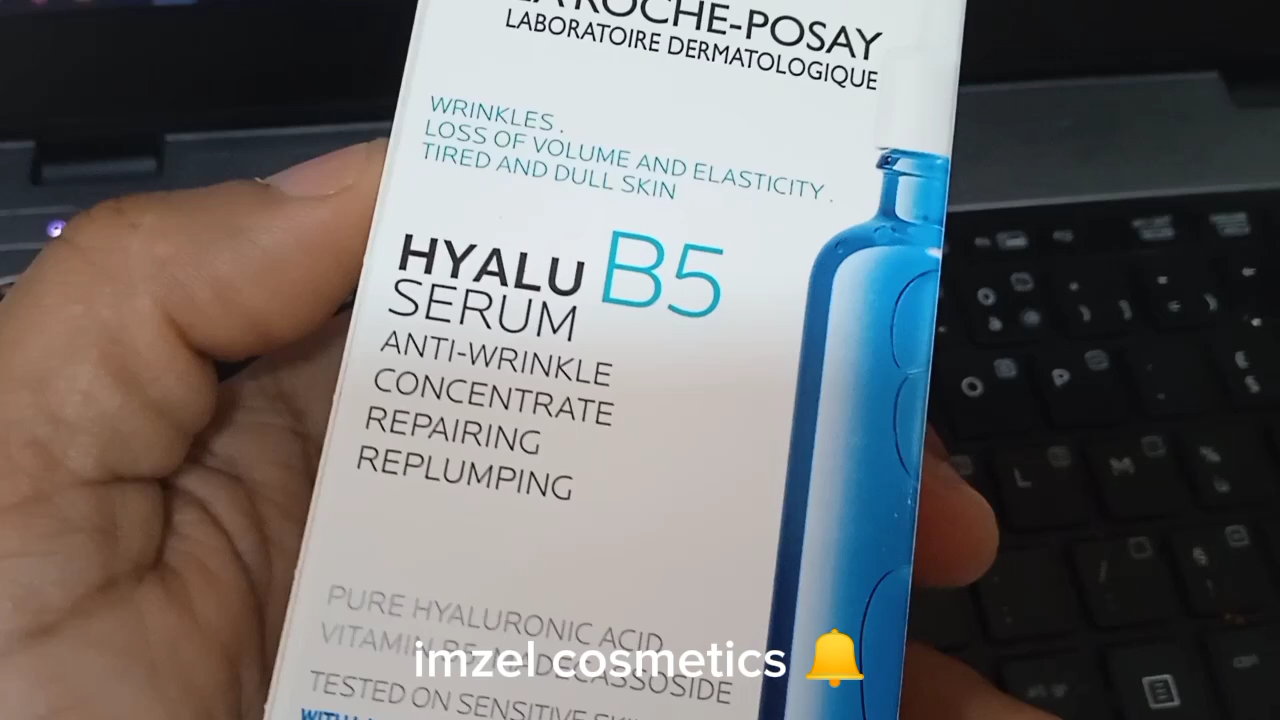 LA ROCHE-POSAY
LABORATOIRE DERMATOLOGIQUE
WRINKLES.
LOSS OF VOLUME AND ELASTICITY.
TIRED AND DULL SKIN
HYALU B5
SERUM
ANTI-WRINKLE
CONCENTRATE
REPAIRING
REPLUMPING
PURE HYALURONIC ACID
VITAMIN B5. MADECASSOSIDE
imzel cosmetics 🔔
TESTED ON SENSITIVE SKIN
WITH
O
P
L
M